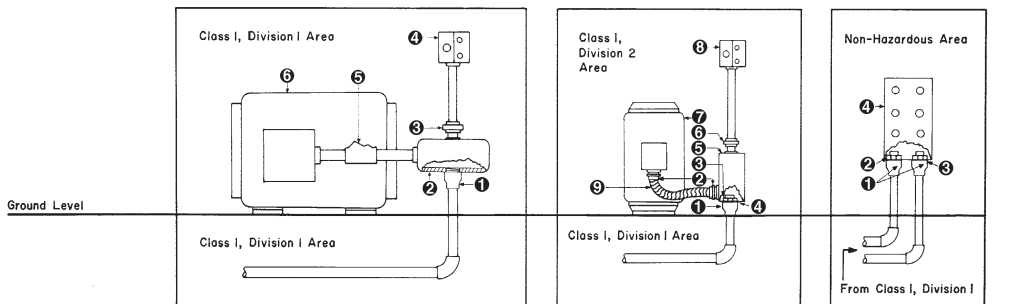 Class I, Division I Area
4
5
6
3
2
1
Class I,
Division 2
Area
8
7
6
5
3
2
9
1
4
Non-Hazardous Area
4
2
1
3
Ground Level
Class I, Division I Area
Class I, Division I Area
From Class I, Division I